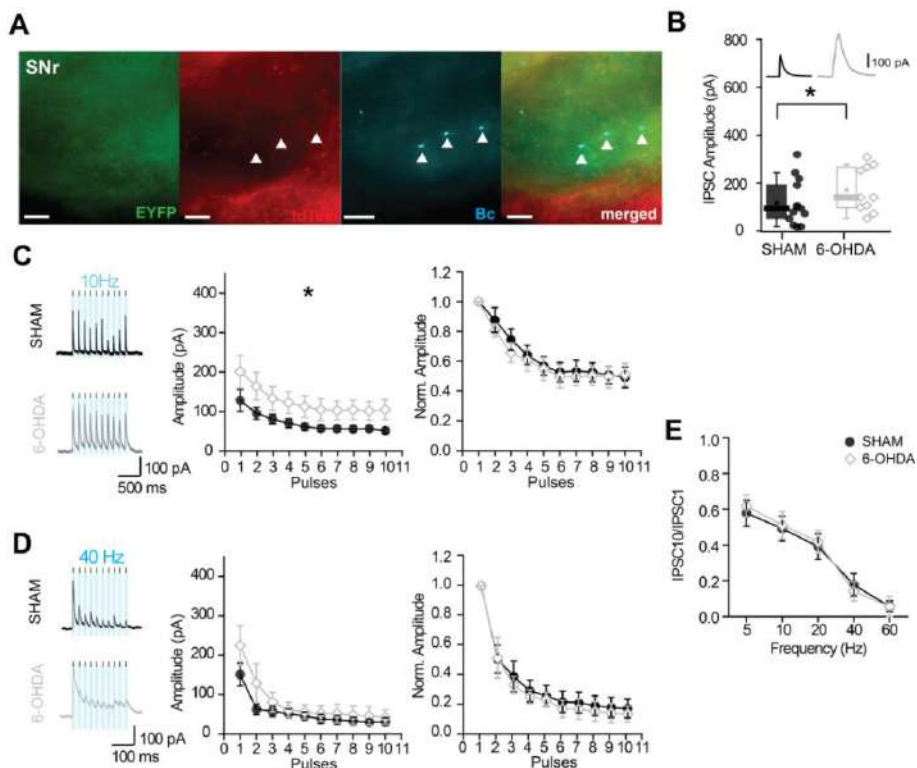 A
SNr
EYFP
tdTom
Bc
merged
B
800
600
400
200
0
IPSC Amplitude (pA)
100 pA
*
SHAM
6-OHDA
C
10Hz
SHAM
6-OHDA
100 pA
500 ms
400
300
200
100
0
Amplitude (pA)
*
0 1 2 3 4 5 6 7 8 9 10 11
Pulses
1.2
1.0
0.8
0.6
0.4
0.2
0.0
Norm. Amplitude
0 1 2 3 4 5 6 7 8 9 10 11
Pulses
D
40 Hz
SHAM
6-OHDA
100 pA
100 ms
400
300
200
100
0
Amplitude (pA)
0 1 2 3 4 5 6 7 8 9 10 11
Pulses
1.2
1.0
0.8
0.6
0.4
0.2
0.0
Norm. Amplitude
0 1 2 3 4 5 6 7 8 9 10 11
Pulses
E
SHAM
6-OHDA
1.0
0.8
0.6
0.4
0.2
0.0
IPSC10/IPSC1
5 10 20 40 60
Frequency (Hz)